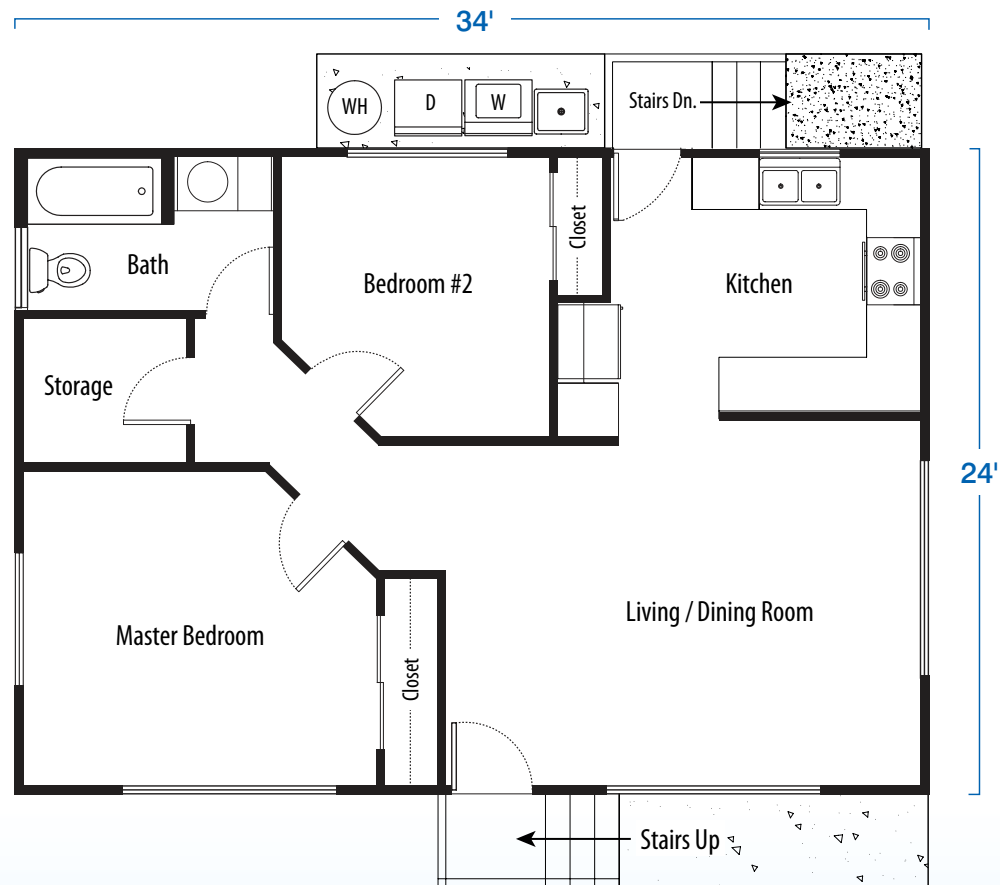 34'
WH
D
W
Stairs Dn.
Closet
Bath
Bedroom #2
Kitchen
Storage
24'
Living / Dining Room
Master Bedroom
Closet
Stairs Up